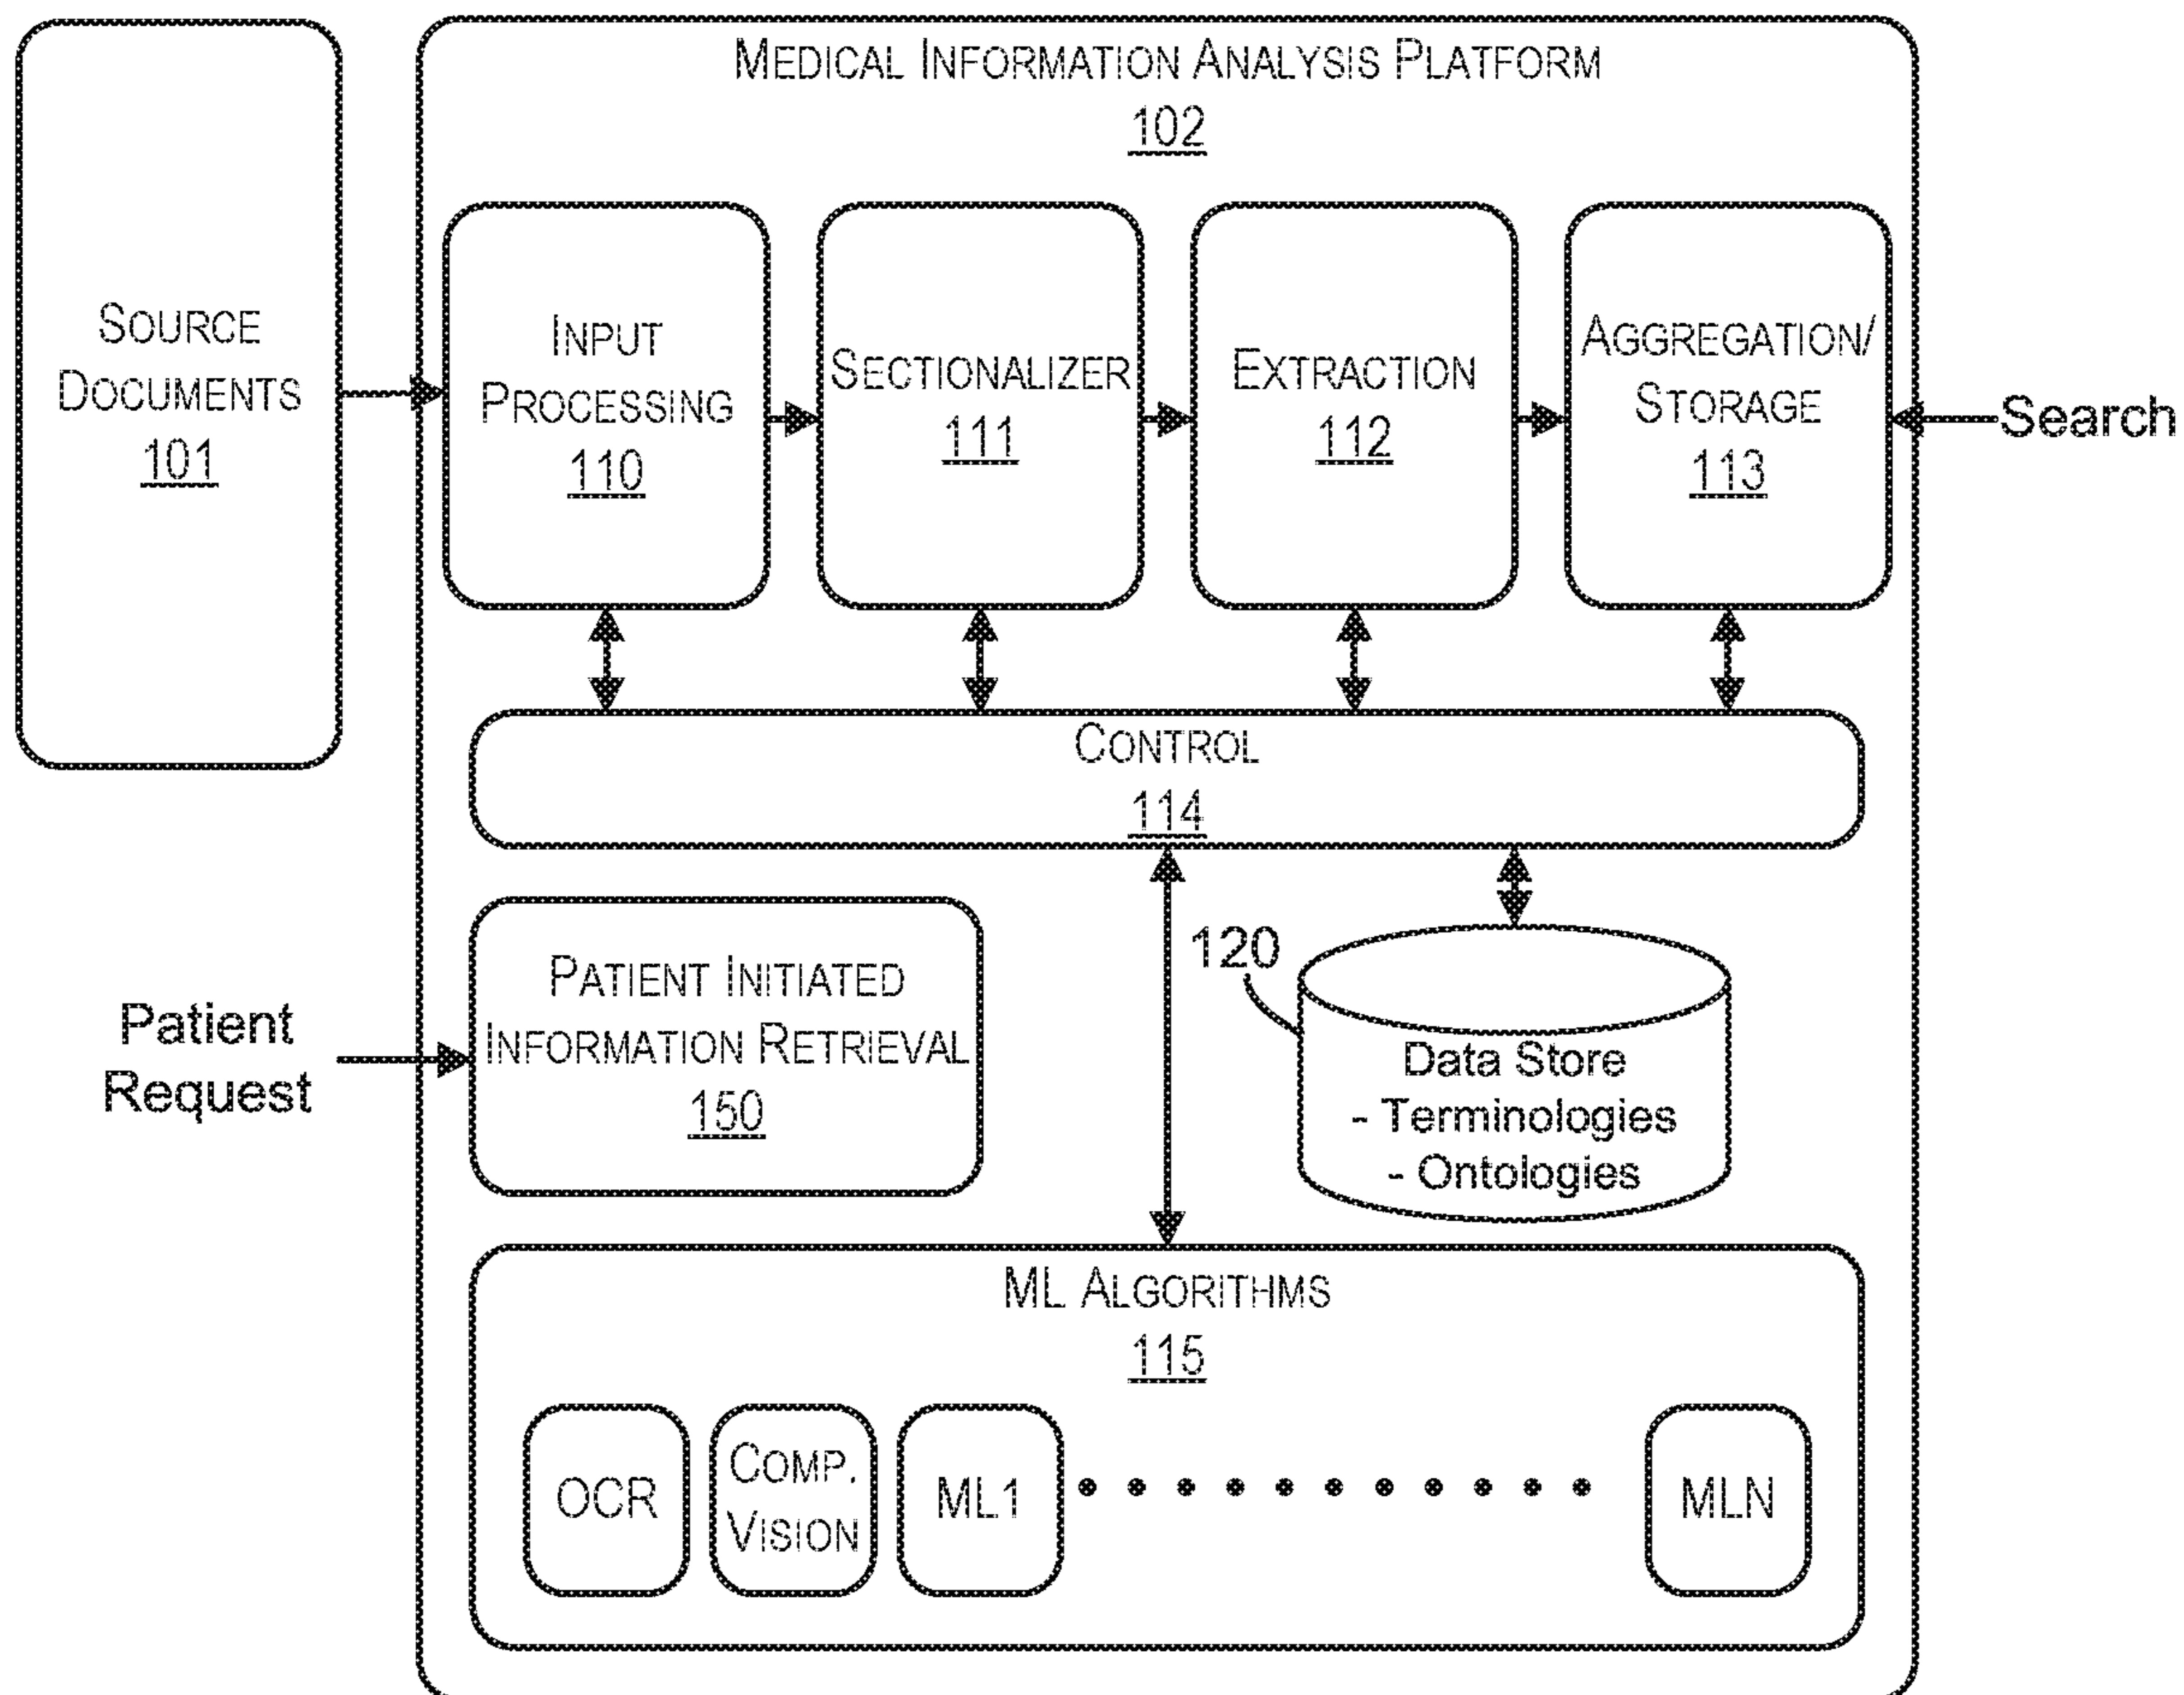 MEDICAL INFORMATION ANALYSIS PLATFORM
102
SOURCE
DOCUMENTS
101
INPUT
PROCESSING
110
SECTIONALIZER
111
EXTRACTION
112
AGGREGATION/
STORAGE
113
Search
CONTROL
114
Patient
Request
PATIENT INITIATED
INFORMATION RETRIEVAL
150
120
Data Store
- Terminologies
- Ontologies
ML ALGORITHMS
115
OCR
COMP.
VISION
ML1
MLN